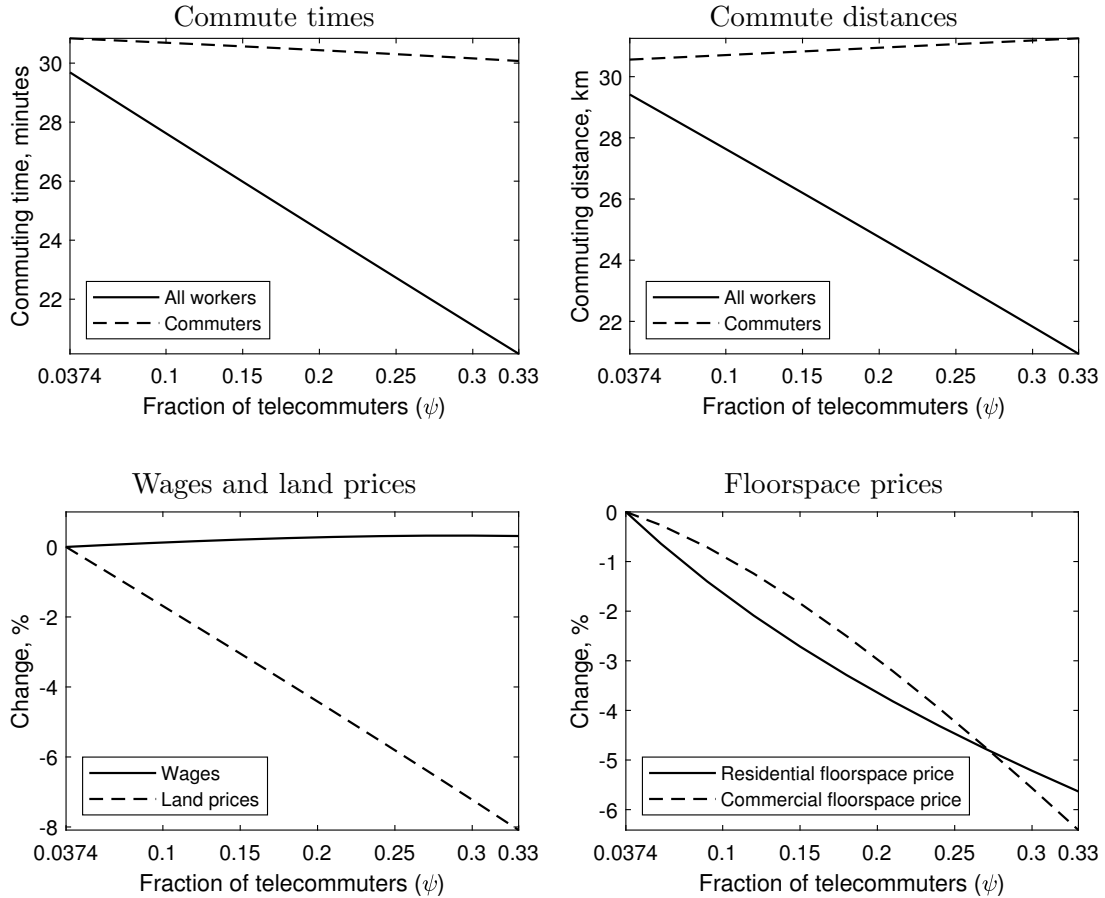 Commute times
Commuting time, minutes
30
28
26
24
22
All workers
Commuters
0.0374
0.1
0.15
0.2
0.25
0.3
0.33
Fraction of telecommuters (ψ)
Commute distances
Commuting distance, km
30
28
26
24
22
All workers
Commuters
0.0374
0.1
0.15
0.2
0.25
0.3
0.33
Fraction of telecommuters (ψ)
Wages and land prices
Change, %
0
-2
-4
-6
-8
Wages
Land prices
0.0374
0.1
0.15
0.2
0.25
0.3
0.33
Fraction of telecommuters (ψ)
Floorspace prices
Change, %
0
-1
-2
-3
-4
-5
-6
Residential floorspace price
Commercial floorspace price
0.0374
0.1
0.15
0.2
0.25
0.3
0.33
Fraction of telecommuters (ψ)